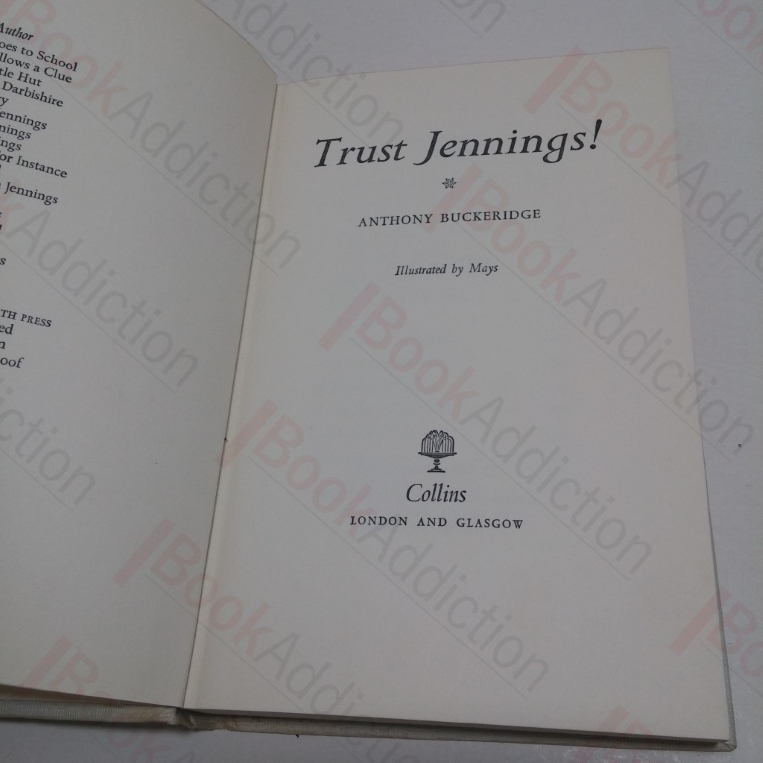 Author
oes to School
llows a Clue
tle Hut
Darbishire
y
ennings
nings
ngs
or Instance
Jennings
s
TH PRESS
ed
n
oof
Trust Jennings!
ANTHONY BUCKERIDGE
Illustrated by Mays
Collins
LONDON AND GLASGOW
BookAddiction